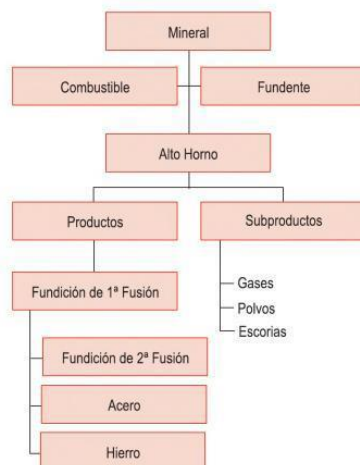 Mineral
Combustible
Fundente
Alto Horno
Productos
Subproductos
Fundición de 1ª Fusión
Gases
Polvos
Escorias
Fundición de 2ª Fusión
Acero
Hierro